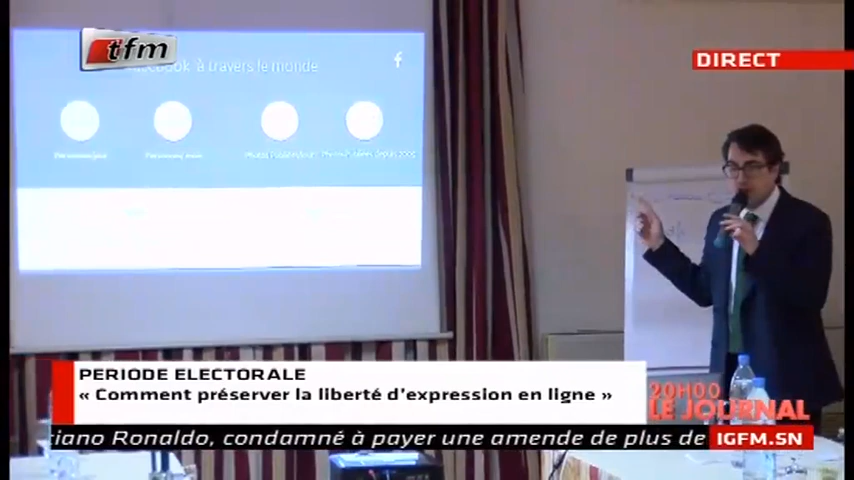 tfm
DIRECT
à travers le monde
f
PERIODE ELECTORALE
« Comment préserver la liberté d'expression en ligne »
20H00
LE JOURNAL
tiano Ronaldo, condamné à payer une amende de plus de
IGFM.SN